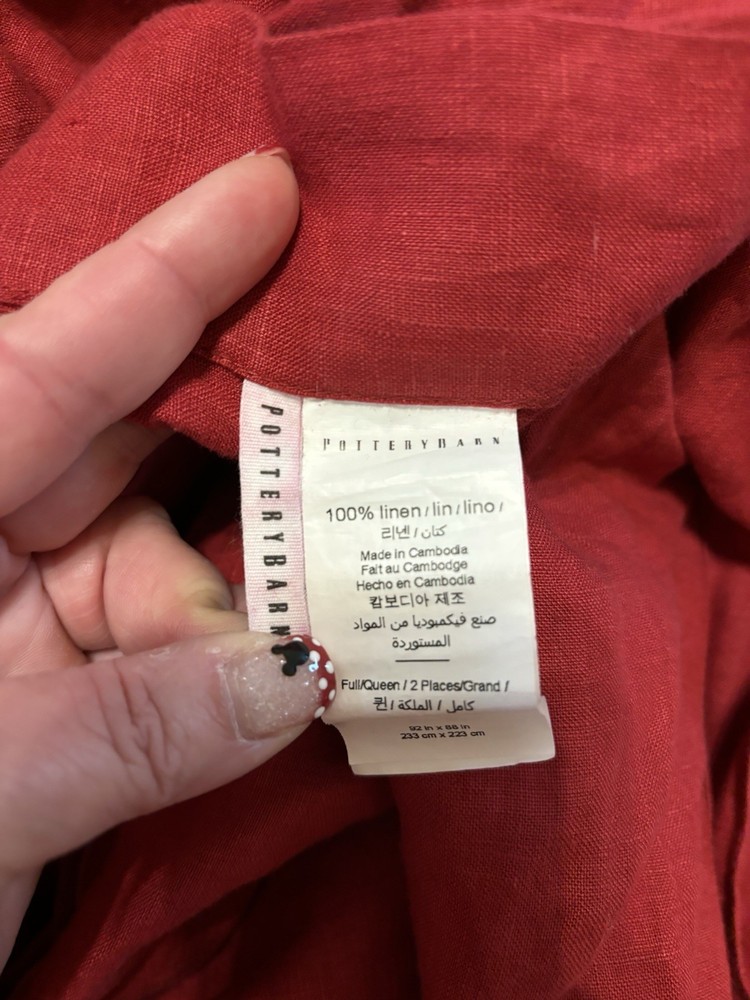 POTTERYBARN
POTTERYBARN
100% linen / lin / lino /
리넨 / كتان
Made in Cambodia
Fait au Cambodge
Hecho en Cambodia
캄보디아 제조
صنع فيكمبوديا من المواد
المستوردة
Full/Queen / 2 Places/Grand /
퀸 / كامل / الملكة
92 in x 88 in
233 cm x 223 cm